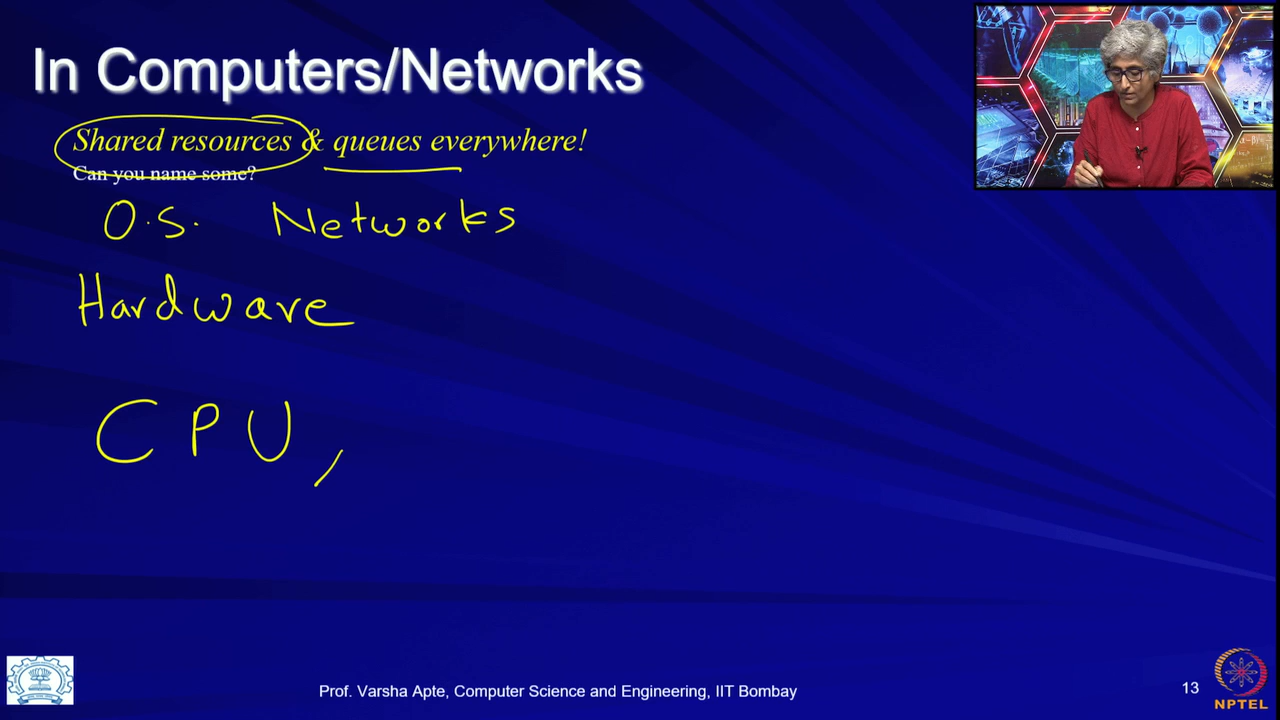 In Computers/Networks
Shared resources & queues everywhere!
Can you name some?
O.S. Networks
Hardware
CPU,
Prof. Varsha Apte, Computer Science and Engineering, IIT Bombay
13
NPTEL